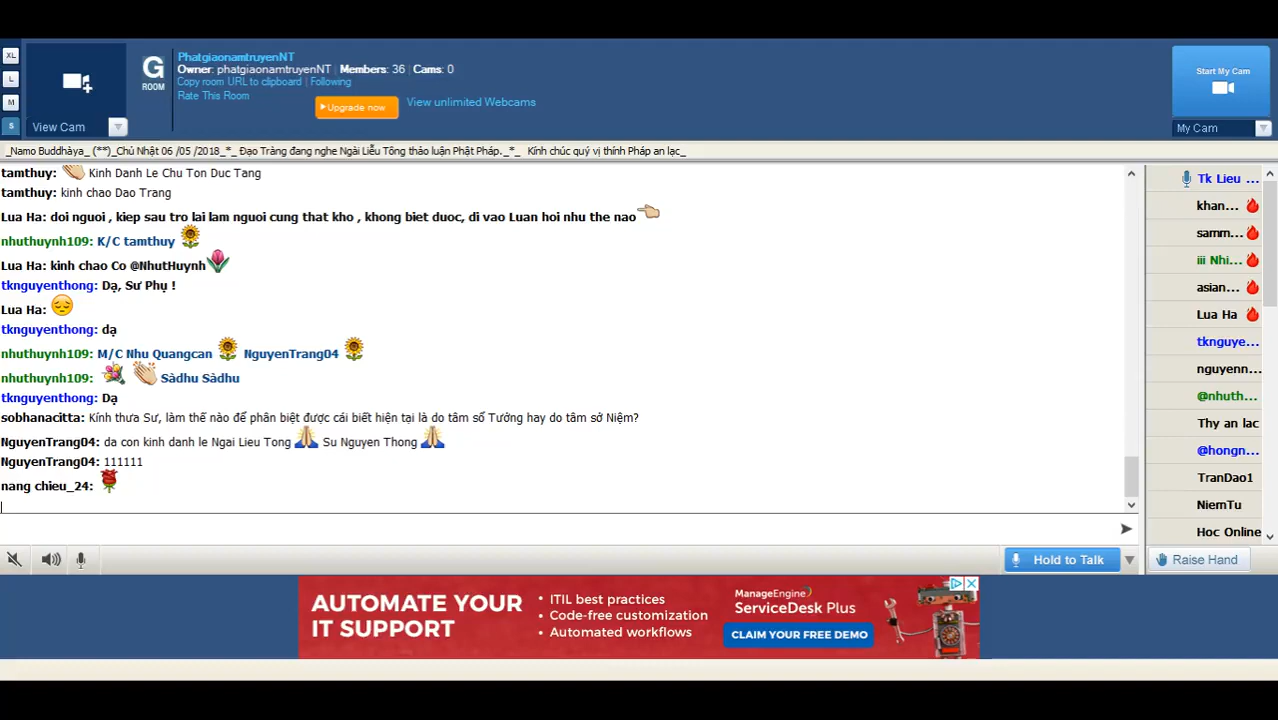 XL
L
M
S
View Cam
G
ROOM
PhatgiaonamtruyenNT
Owner: phatgiaonamtruyenNT Members: 36 Cams: 0
Copy room URL to clipboard | Following
Rate This Room
Upgrade now
View unlimited Webcams
Start My Cam
My Cam
_Namo Buddhàya_ (**)_Chủ Nhật 06 /05 /2018_*_ Đạo Tràng đang nghe Ngài Liễu Tông thảo luận Phật Pháp._*_ Kính chúc quý vị thính Pháp an lạc_
tamthuy: Kinh Danh Le Chu Ton Duc Tang
tamthuy: kinh chao Dao Trang
Lua Ha: doi nguoi , kiep sau tro lai lam nguoi cung that kho , khong biet duoc, di vao Luan hoi nhu the nao
nhuthuynh109: K/C tamthuy
Lua Ha: kinh chao Co @NhutHuynh
tknguyenthong: Dạ, Sư Phụ !
Lua Ha:
tknguyenthong: dạ
nhuthuynh109: M/C Nhu Quangcan NguyenTrang04
nhuthuynh109: Sàdhu Sàdhu
tknguyenthong: Dạ
sobhanacitta: Kính thưa Sư, làm thế nào để phân biệt được cái biết hiện tại là do tâm sổ Tưởng hay do tâm sở Niệm?
NguyenTrang04: da con kinh danh le Ngai Lieu Tong Su Nguyen Thong
NguyenTrang04: 111111
nang chieu_24:
Tk Lieu ...
khan...
samm...
iii Nhi...
asian...
Lua Ha
tknguye...
nguyenn...
@nhuth...
Thy an lac
@hongn...
TranDao1
NiemTu
Hoc Online
Hold to Talk
Raise Hand
AUTOMATE YOUR
IT SUPPORT
• ITIL best practices
• Code-free customization
• Automated workflows
ManageEngine
ServiceDesk Plus
CLAIM YOUR FREE DEMO